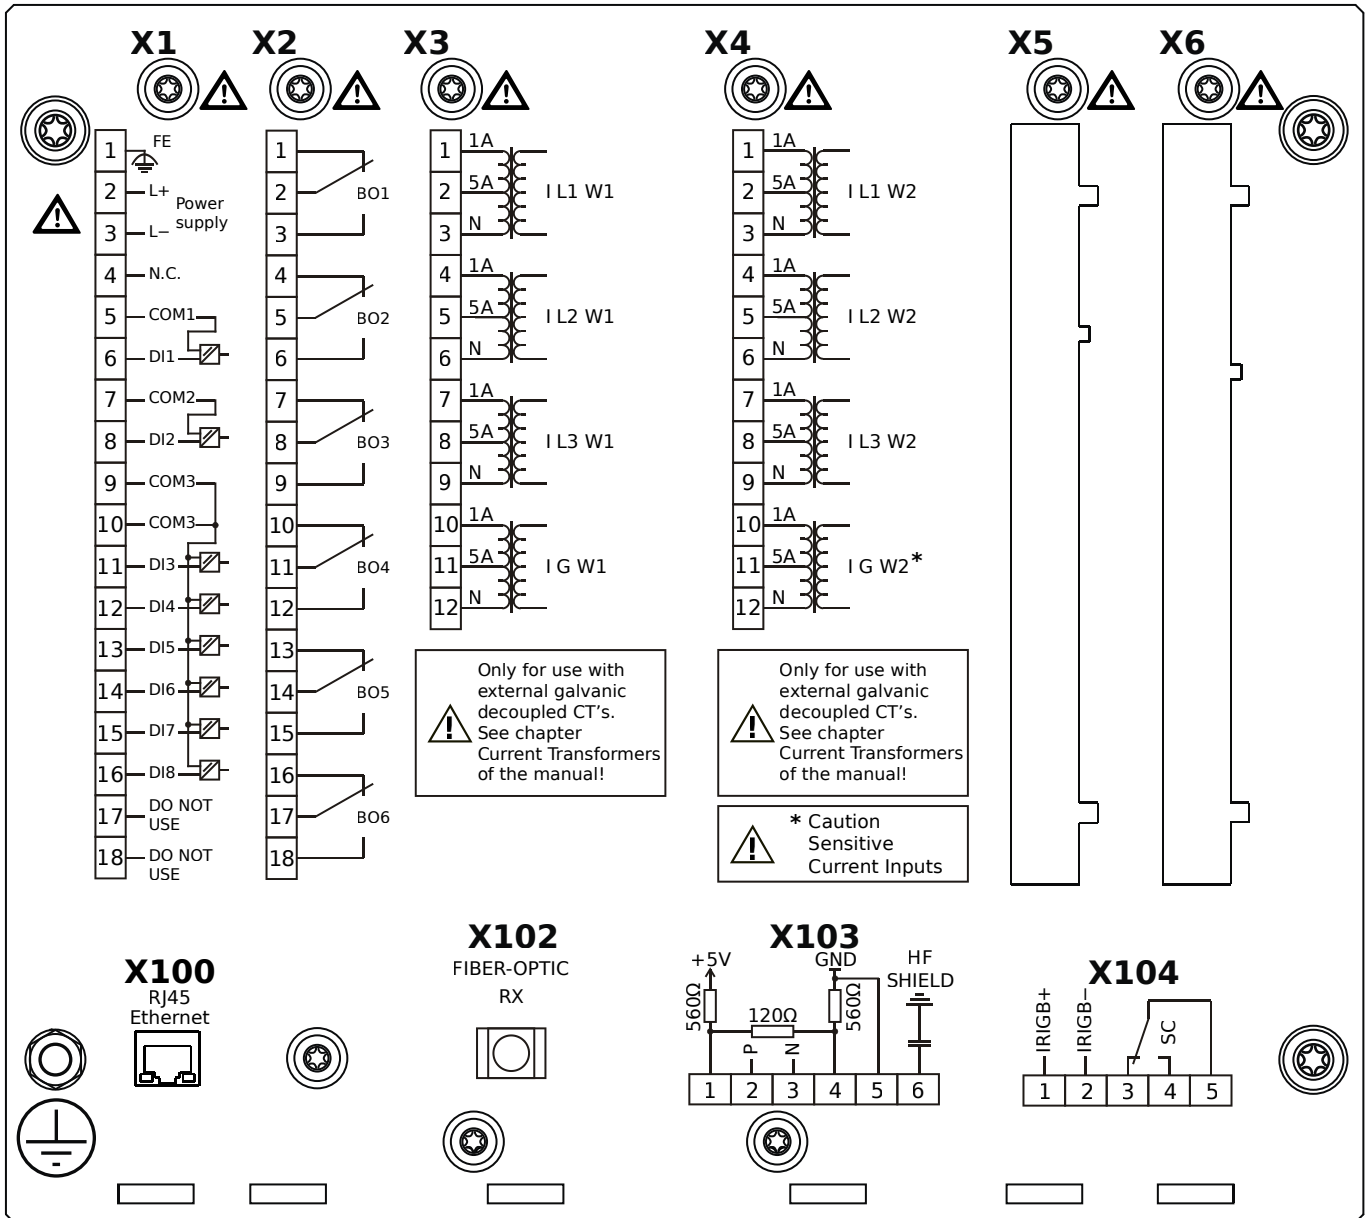 X1
X2
X3
X4
X5
X6
1 FE
2 L+
3 L−
Power
supply
4 N.C.
5 COM1
6 DI1
7 COM2
8 DI2
9 COM3
10 COM3
11 DI3
12 DI4
13 DI5
14 DI6
15 DI7
16 DI8
17 DO NOT
USE
18 DO NOT
USE
1
2 BO1
3
4
5 BO2
6
7
8 BO3
9
10
11 BO4
12
13
14 BO5
15
16
17 BO6
18
1 1A
2 5A I L1 W1
3 N
4 1A
5 5A I L2 W1
6 N
7 1A
8 5A I L3 W1
9 N
10 1A
11 5A I G W1
12 N
Only for use with
external galvanic
decoupled CT's.
See chapter
Current Transformers
of the manual!
1 1A
2 5A I L1 W2
3 N
4 1A
5 5A I L2 W2
6 N
7 1A
8 5A I L3 W2
9 N
10 1A
11 5A I G W2*
12 N
Only for use with
external galvanic
decoupled CT's.
See chapter
Current Transformers
of the manual!
* Caution
Sensitive
Current Inputs
X100
RJ45
Ethernet
X102
FIBER-OPTIC
RX
X103
+5V
GND
HF
SHIELD
560Ω
120Ω
560Ω
P
N
1 2 3 4 5 6
X104
IRIGB+
IRIGB−
SC
1 2 3 4 5